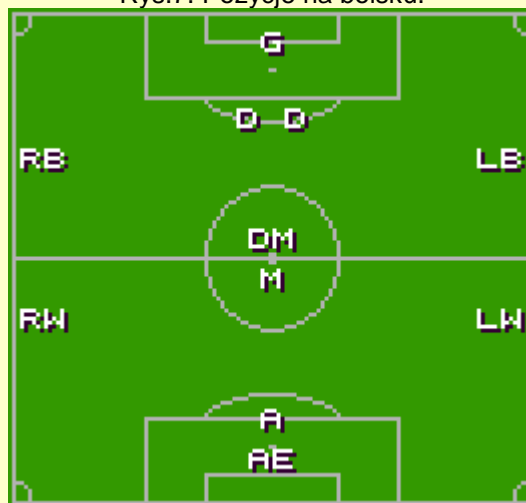 Rys.7. Pozycje na boisku.
G
D D
RB LB
DM
M
RW LW
A
AE